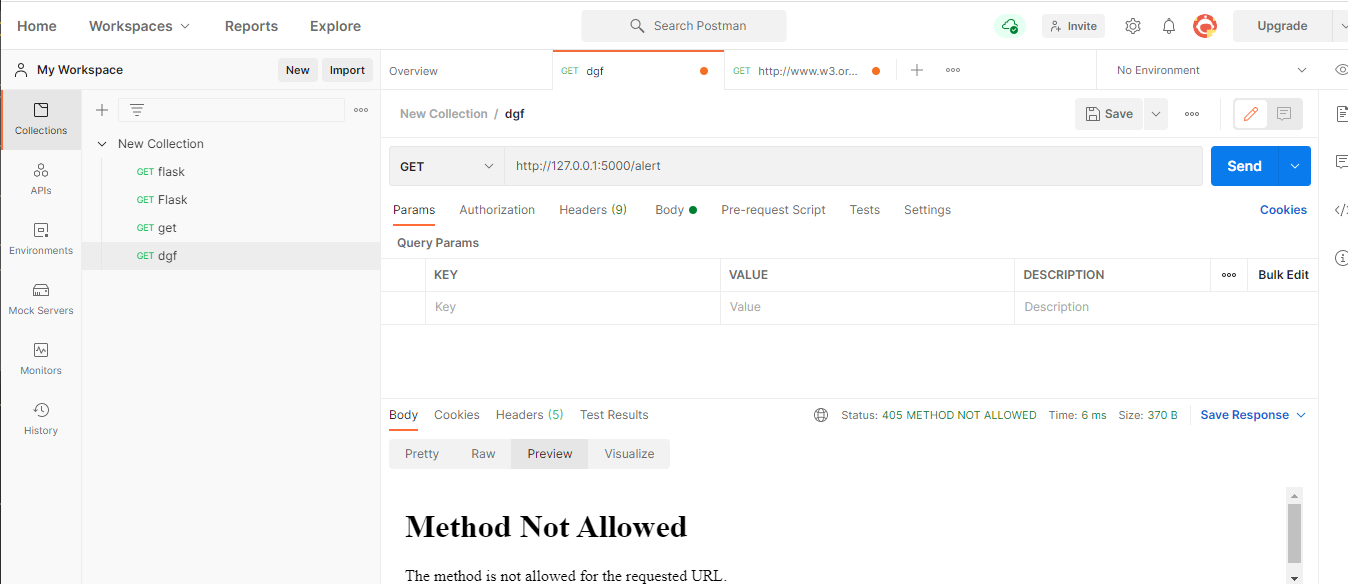 Home Workspaces Reports Explore Search Postman Invite Upgrade
My Workspace New Import Overview GET dgf GET http://www.w3.or... No Environment
Collections
APIs
Environments
Mock Servers
Monitors
History
New Collection
GET flask
GET Flask
GET get
GET dgf
New Collection / dgf Save
GET http://127.0.0.1:5000/alert Send
Params Authorization Headers (9) Body Pre-request Script Tests Settings Cookies
Query Params
KEY VALUE DESCRIPTION Bulk Edit
Key Value Description
Body Cookies Headers (5) Test Results Status: 405 METHOD NOT ALLOWED Time: 6 ms Size: 370 B Save Response
Pretty Raw Preview Visualize
Method Not Allowed
The method is not allowed for the requested URL.